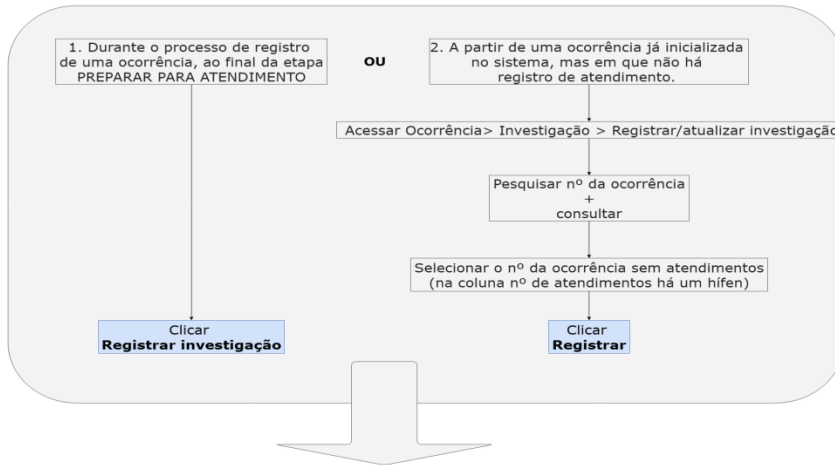 1. Durante o processo de registro
de uma ocorrência, ao final da etapa
PREPARAR PARA ATENDIMENTO
OU
2. A partir de uma ocorrência já inicializada
no sistema, mas em que não há
registro de atendimento.
Acessar Ocorrência> Investigação > Registrar/atualizar investigação
Pesquisar nº da ocorrência
+
consultar
Selecionar o nº da ocorrência sem atendimentos
(na coluna nº de atendimentos há um hífen)
Clicar
Registrar investigação
Clicar
Registrar